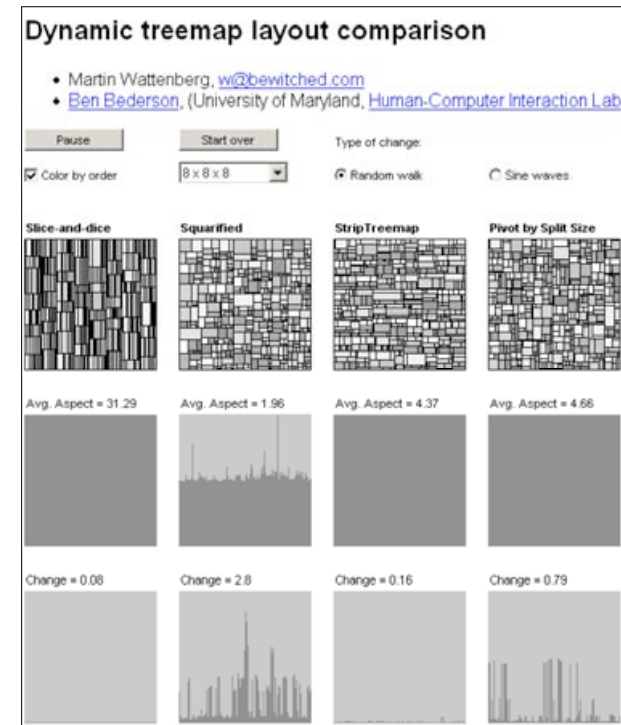 Dynamic treemap layout comparison
• Martin Wattenberg, w@bewitched.com
• Ben Bederson, (University of Maryland, Human-Computer Interaction Lab
Pause Start over Type of change:
Color by order 8 x 8 x 8 Random walk Sine waves
Slice-and-dice Squarified StripTreemap Pivot by Split Size
Avg. Aspect = 31.29 Avg. Aspect = 1.96 Avg. Aspect = 4.37 Avg. Aspect = 4.66
Change = 0.08 Change = 2.8 Change = 0.16 Change = 0.79